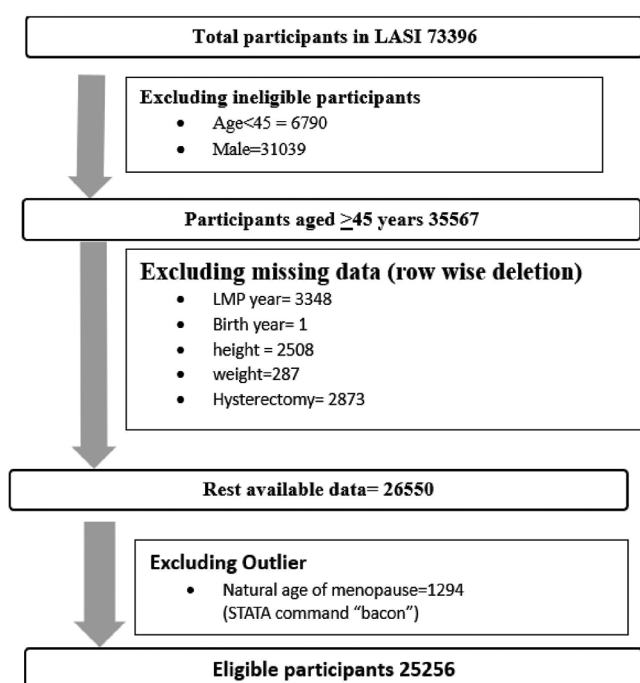 Total participants in LASI 73396
Excluding ineligible participants
• Age<45 = 6790
• Male=31039
Participants aged ≥45 years 35567
Excluding missing data (row wise deletion)
• LMP year= 3348
• Birth year= 1
• height = 2508
• weight=287
• Hysterectomy= 2873
Rest available data= 26550
Excluding Outlier
• Natural age of menopause=1294
(STATA command “bacon”)
Eligible participants 25256